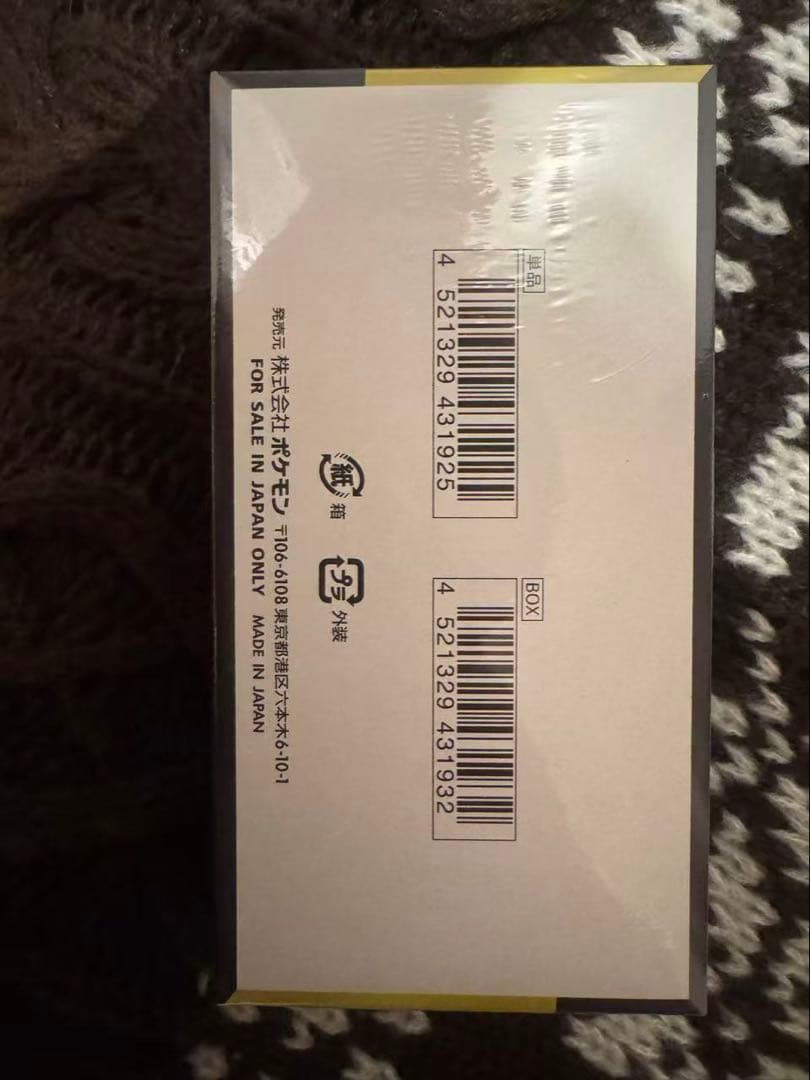 単品
4 521329 431925
BOX
4 521329 431932
紙 箱
プラ 外装
発売元 株式会社ポケモン 〒106-6108 東京都港区六本木6-10-1
FOR SALE IN JAPAN ONLY MADE IN JAPAN